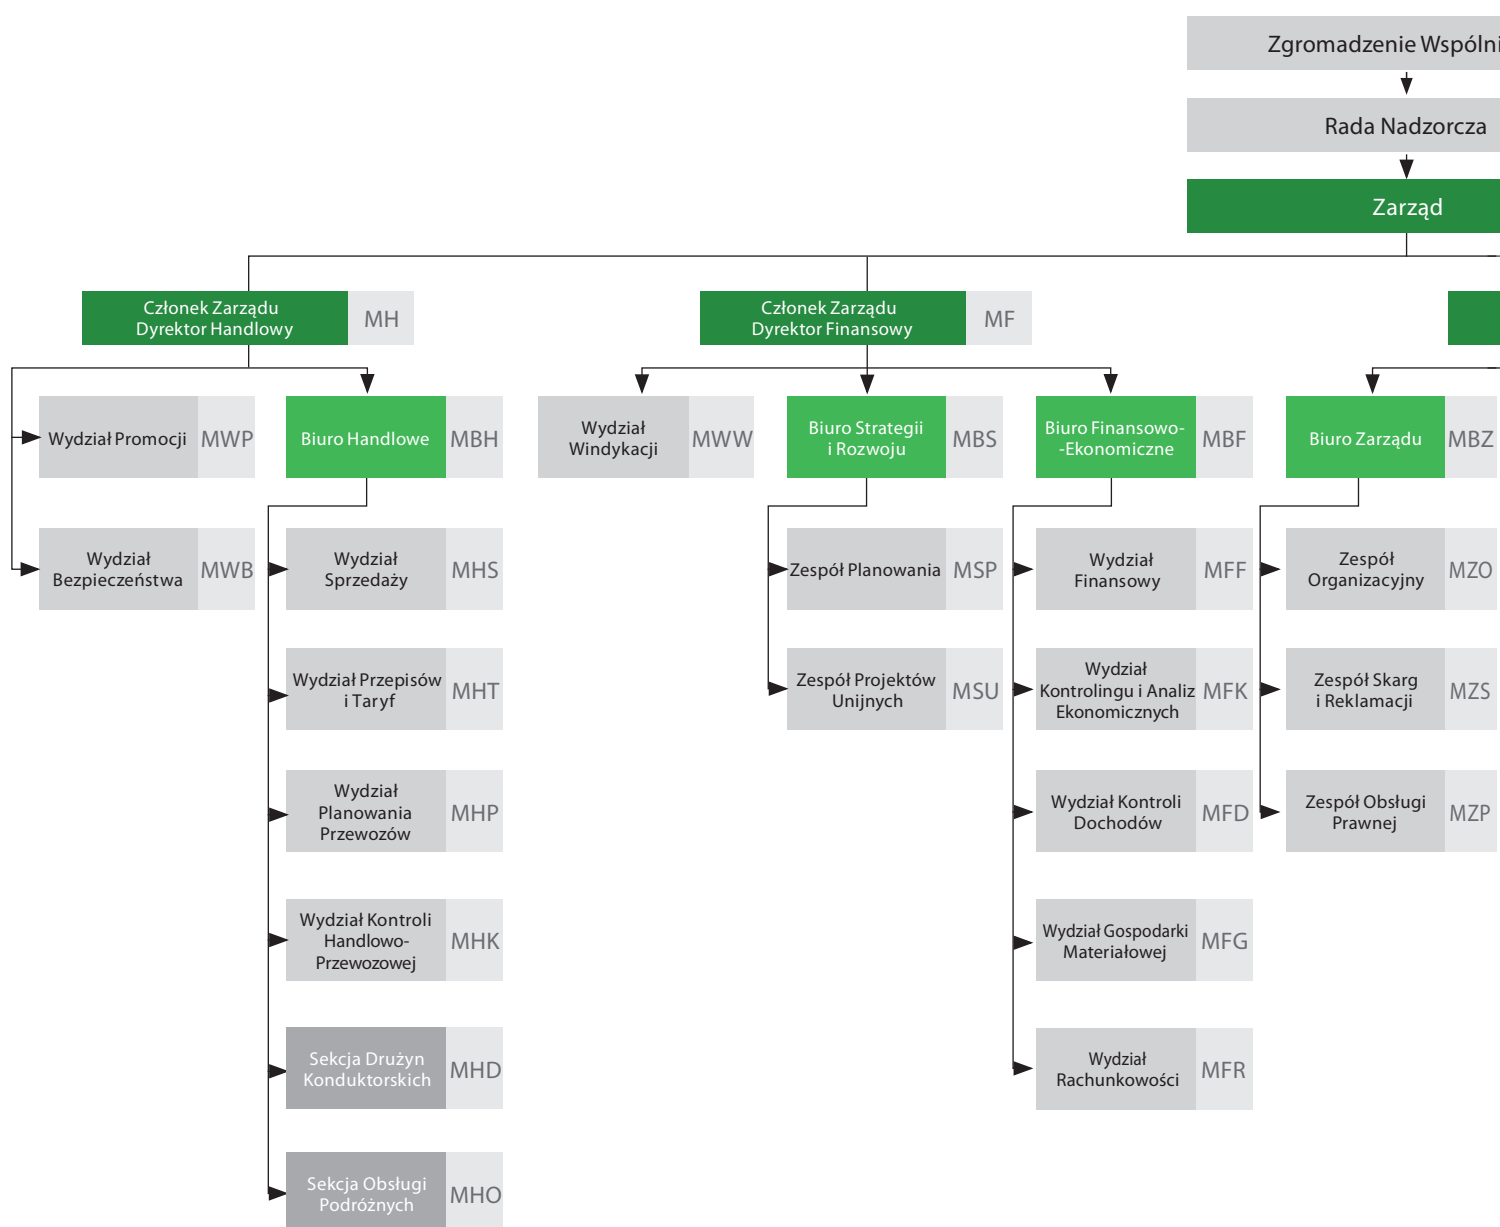 Zgromadzenie Wspólni
Rada Nadzorcza
Zarząd
Członek Zarządu
Dyrektor Handlowy
MH
Członek Zarządu
Dyrektor Finansowy
MF
Wydział Promocji
MWP
Biuro Handlowe
MBH
Wydział
Windykacji
MWW
Biuro Strategii
i Rozwoju
MBS
Biuro Finansowo-
-Ekonomiczne
MBF
Biuro Zarządu
MBZ
Wydział
Bezpieczeństwa
MWB
Wydział
Sprzedaży
MHS
Zespół Planowania
MSP
Wydział
Finansowy
MFF
Zespół
Organizacyjny
MZO
Wydział Przepisów
i Taryf
MHT
Zespół Projektów
Unijnych
MSU
Wydział
Kontrolingu i Analiz
Ekonomicznych
MFK
Zespół Skarg
i Reklamacji
MZS
Wydział
Planowania
Przewozów
MHP
Wydział Kontroli
Dochodów
MFD
Zespół Obsługi
Prawnej
MZP
Wydział Kontroli
Handlowo-
Przewozowej
MHK
Wydział Gospodarki
Materiałowej
MFG
Sekcja Drużyn
Konduktorskich
MHD
Wydział
Rachunkowości
MFR
Sekcja Obsługi
Podróżnych
MHO